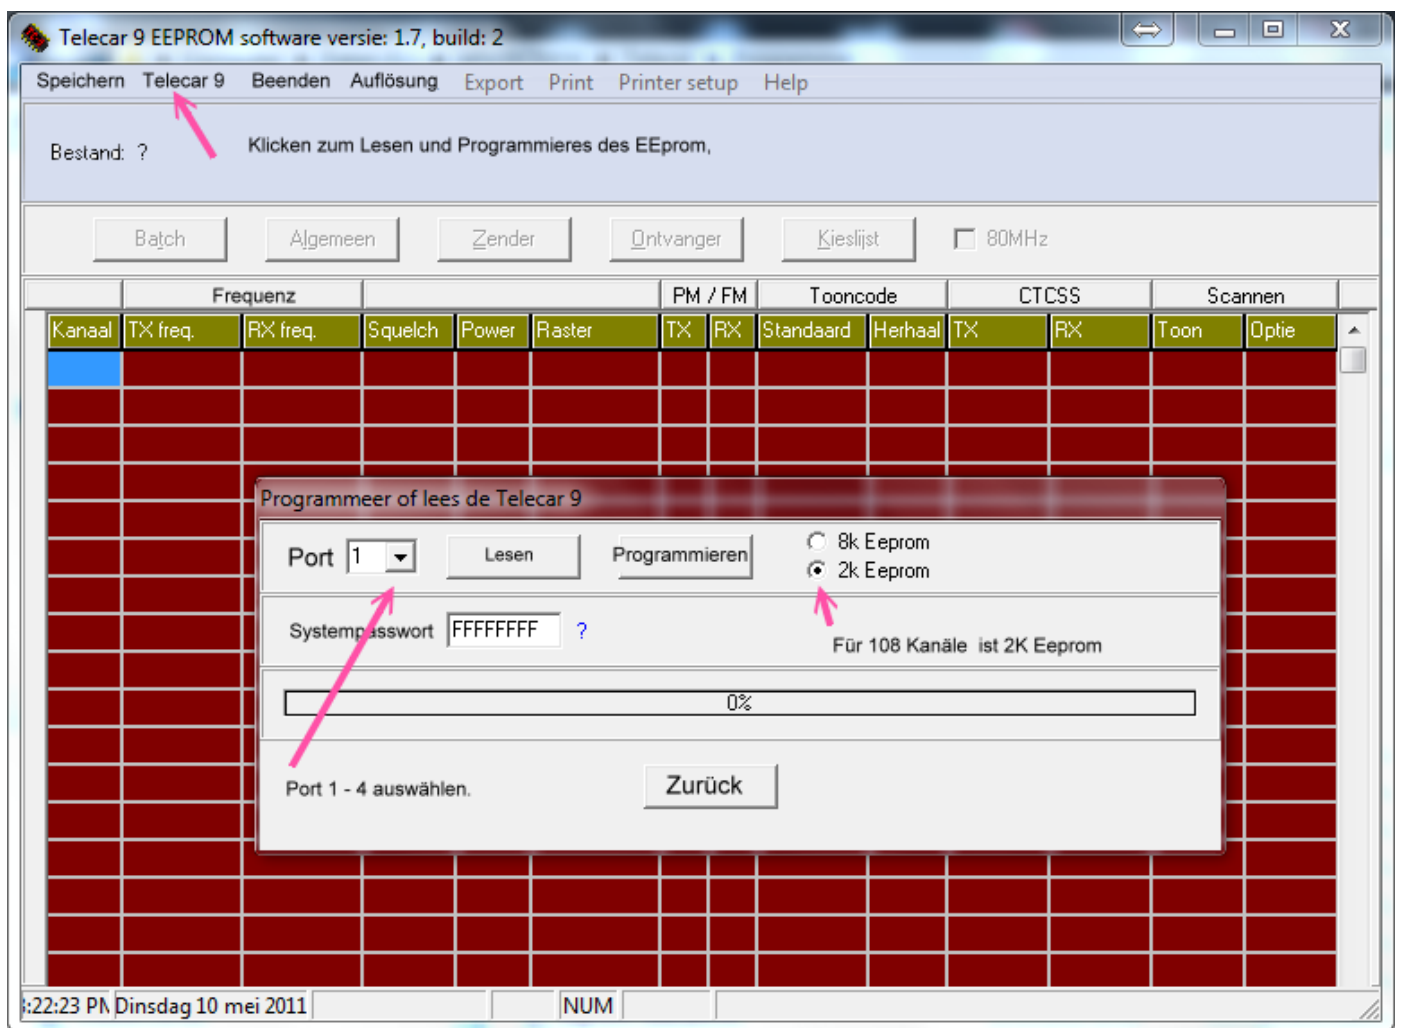 Telecar 9 EEPROM software versie: 1.7, build: 2
Speichern Telecar 9 Beenden Auflösung Export Print Printer setup Help
Bestand: ? Klicken zum Lesen und Programmieres des EEprom,
Batch Algemeen Zender Ontvanger Kieslijst 80MHz
Frequenz PM / FM Tooncode CTCSS Scannen
Kanaal TX freq. RX freq. Squelch Power Raster TX RX Standaard Herhaal TX RX Toon Optie
Programmeer of lees de Telecar 9
Port 1 Lesen Programmieren 8k Eeprom
2k Eeprom
Systempasswort FFFFFFFF ?
Für 108 Kanäle ist 2K Eeprom
0%
Port 1 - 4 auswählen. Zurück
:22:23 PM Dinsdag 10 mei 2011 NUM